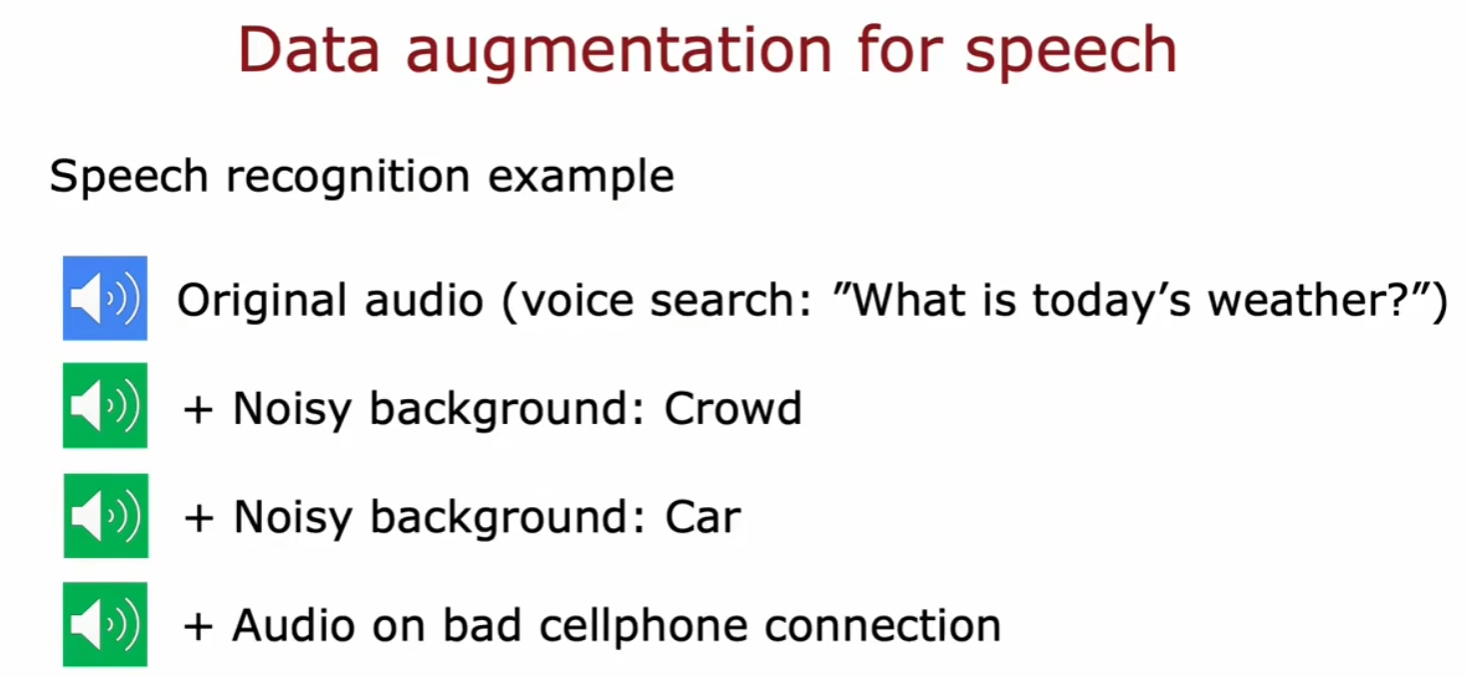 Data augmentation for speech
Speech recognition example
Original audio (voice search: ”What is today’s weather?”)
+ Noisy background: Crowd
+ Noisy background: Car
+ Audio on bad cellphone connection